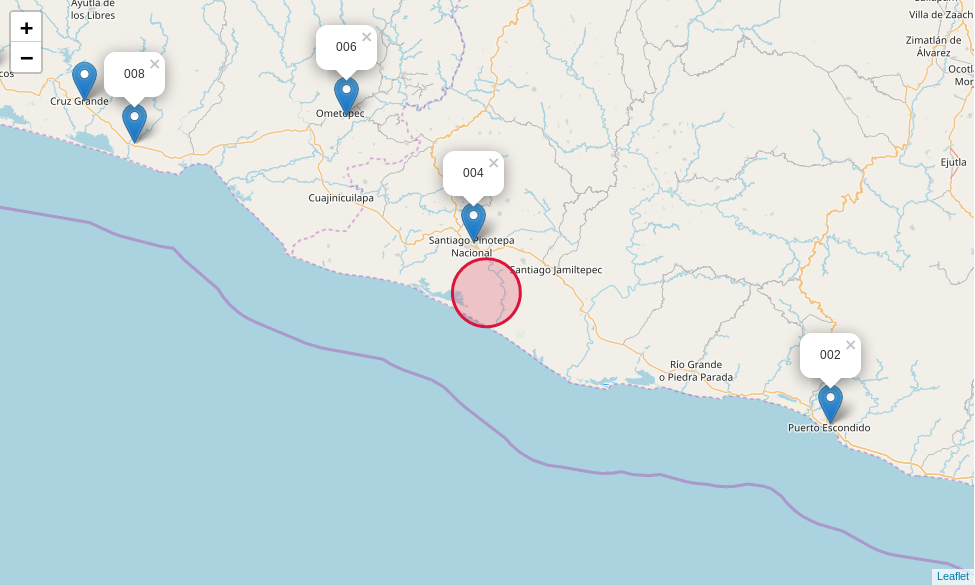 Ayutla de
los Libres
Villa de Zaach
Zimatlán de
Álvarez
+
−
006
×
008
×
cos
Ocotl
Mor
Cruz Grande
Ometepec
004
×
Ejutla
Cuajinicuilapa
Santiago Pinotepa
Nacional
Santiago Jamiltepec
002
×
Río Grande
o Piedra Parada
Puerto Escondido
Leaflet